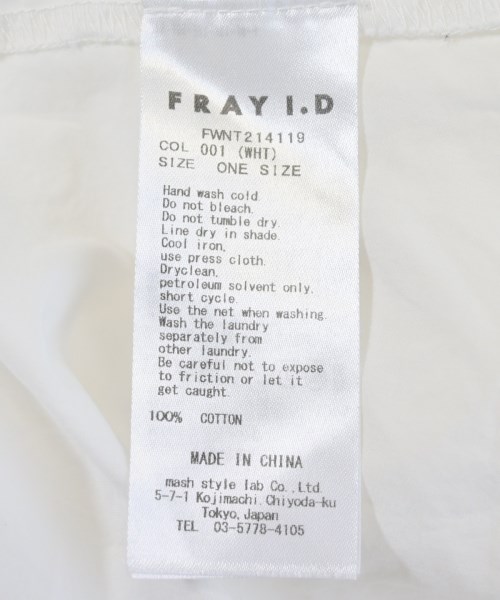 FRAY I.D
FWNT214119
COL 001 (WHT)
SIZE ONE SIZE
Hand wash cold.
Do not bleach.
Do not tumble dry.
Line dry in shade.
Cool iron,
use press cloth.
Dryclean,
petroleum solvent only.
short cycle.
Use the net when washing.
Wash the laundry
separately from
other laundry.
Be careful not to expose
to friction or let it
get caught.
100% COTTON
MADE IN CHINA
mash style lab Co.,Ltd.
5-7-1 Kojimachi, Chiyoda-ku
Tokyo, Japan
TEL 03-5778-4105